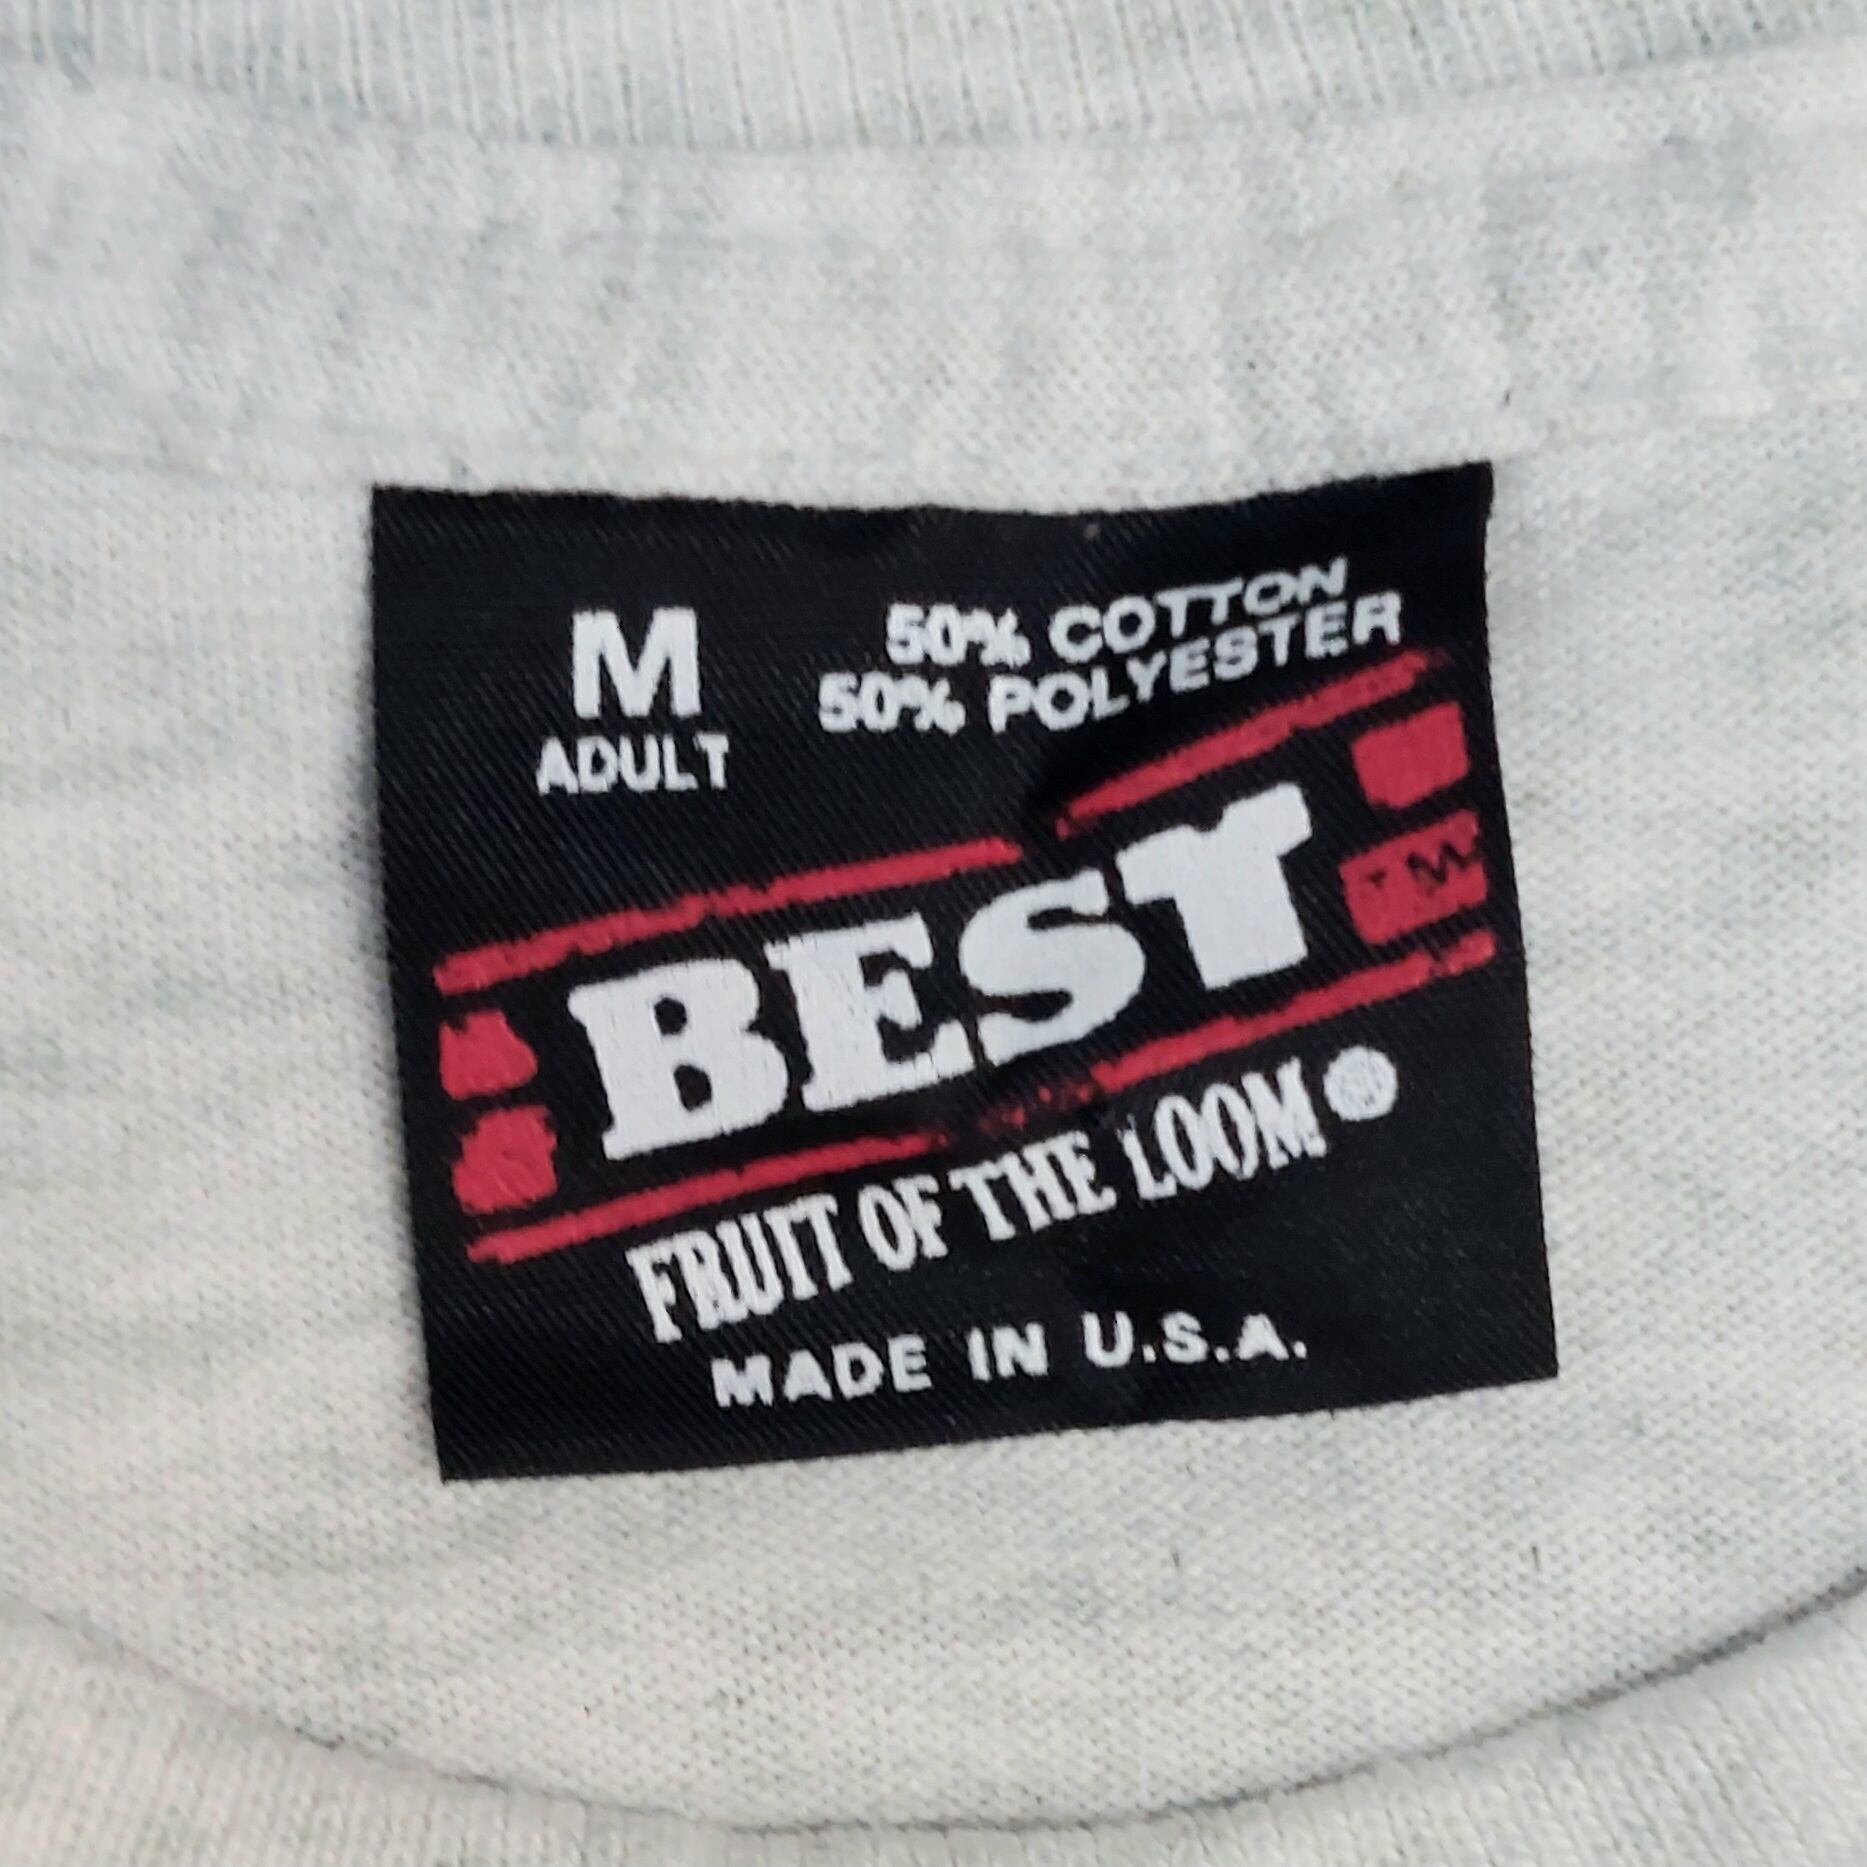 M
ADULT
50% COTTON
50% POLYESTER
BEST
TM
FRUIT OF THE LOOM®
MADE IN U.S.A.